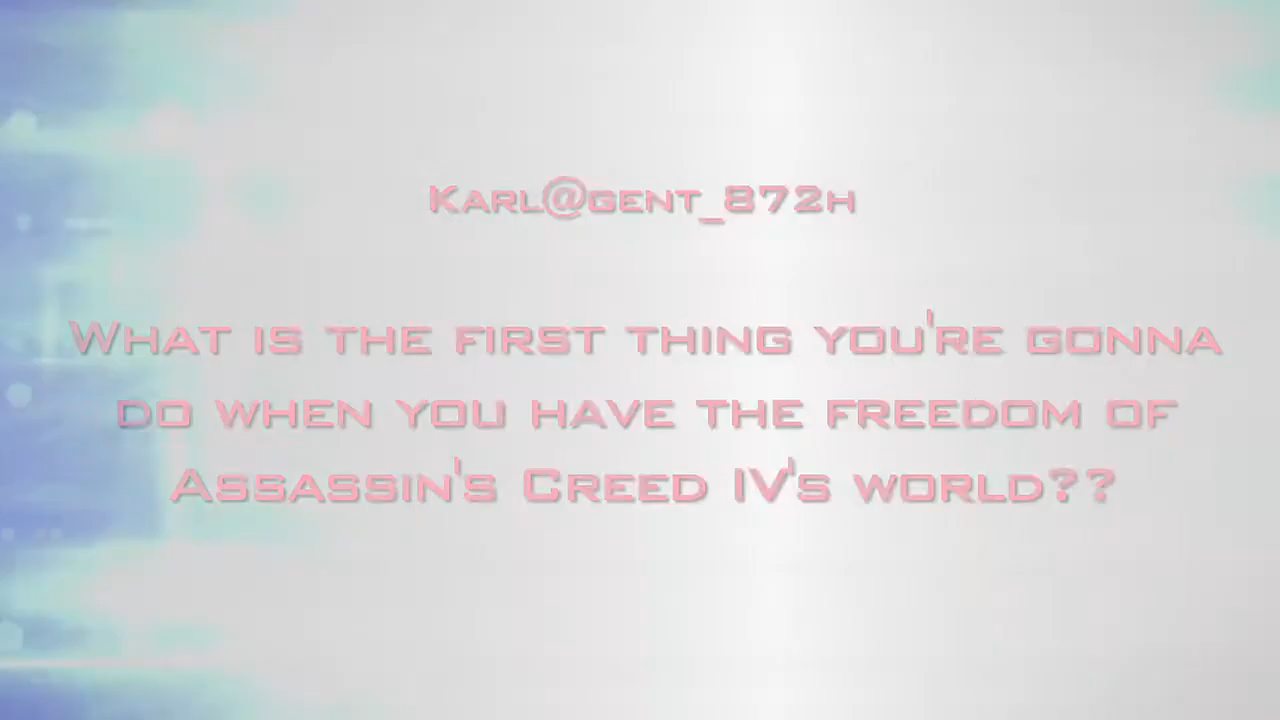 Karl@gent_872h
What is the first thing you're gonna
do when you have the freedom of
Assassin's Creed IV's world??